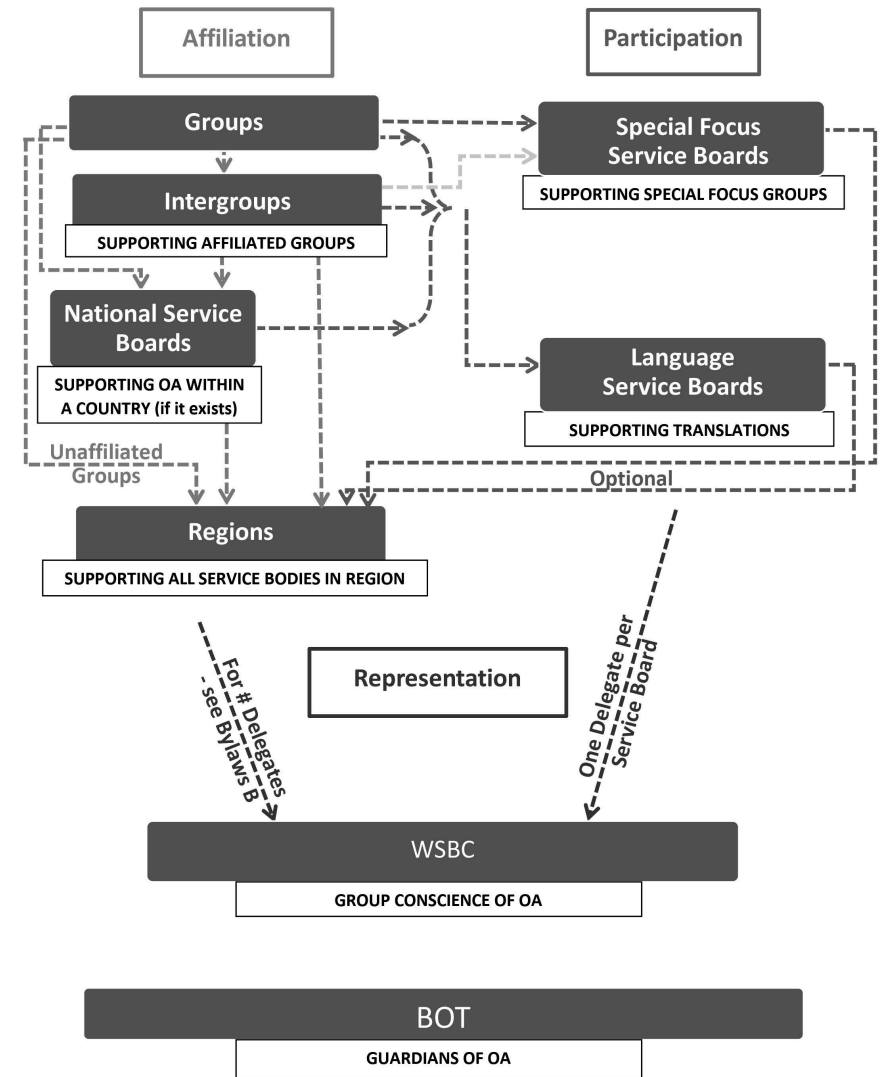 Affiliation
Participation
Groups
Special Focus
Service Boards
SUPPORTING SPECIAL FOCUS GROUPS
Intergroups
SUPPORTING AFFILIATED GROUPS
National Service
Boards
SUPPORTING OA WITHIN
A COUNTRY (if it exists)
Language
Service Boards
SUPPORTING TRANSLATIONS
Unaffiliated
Groups
Optional
Regions
SUPPORTING ALL SERVICE BODIES IN REGION
For # Delegates
- see Bylaws B
Representation
One Delegate per
Service Board
WSBC
GROUP CONSCIENCE OF OA
BOT
GUARDIANS OF OA